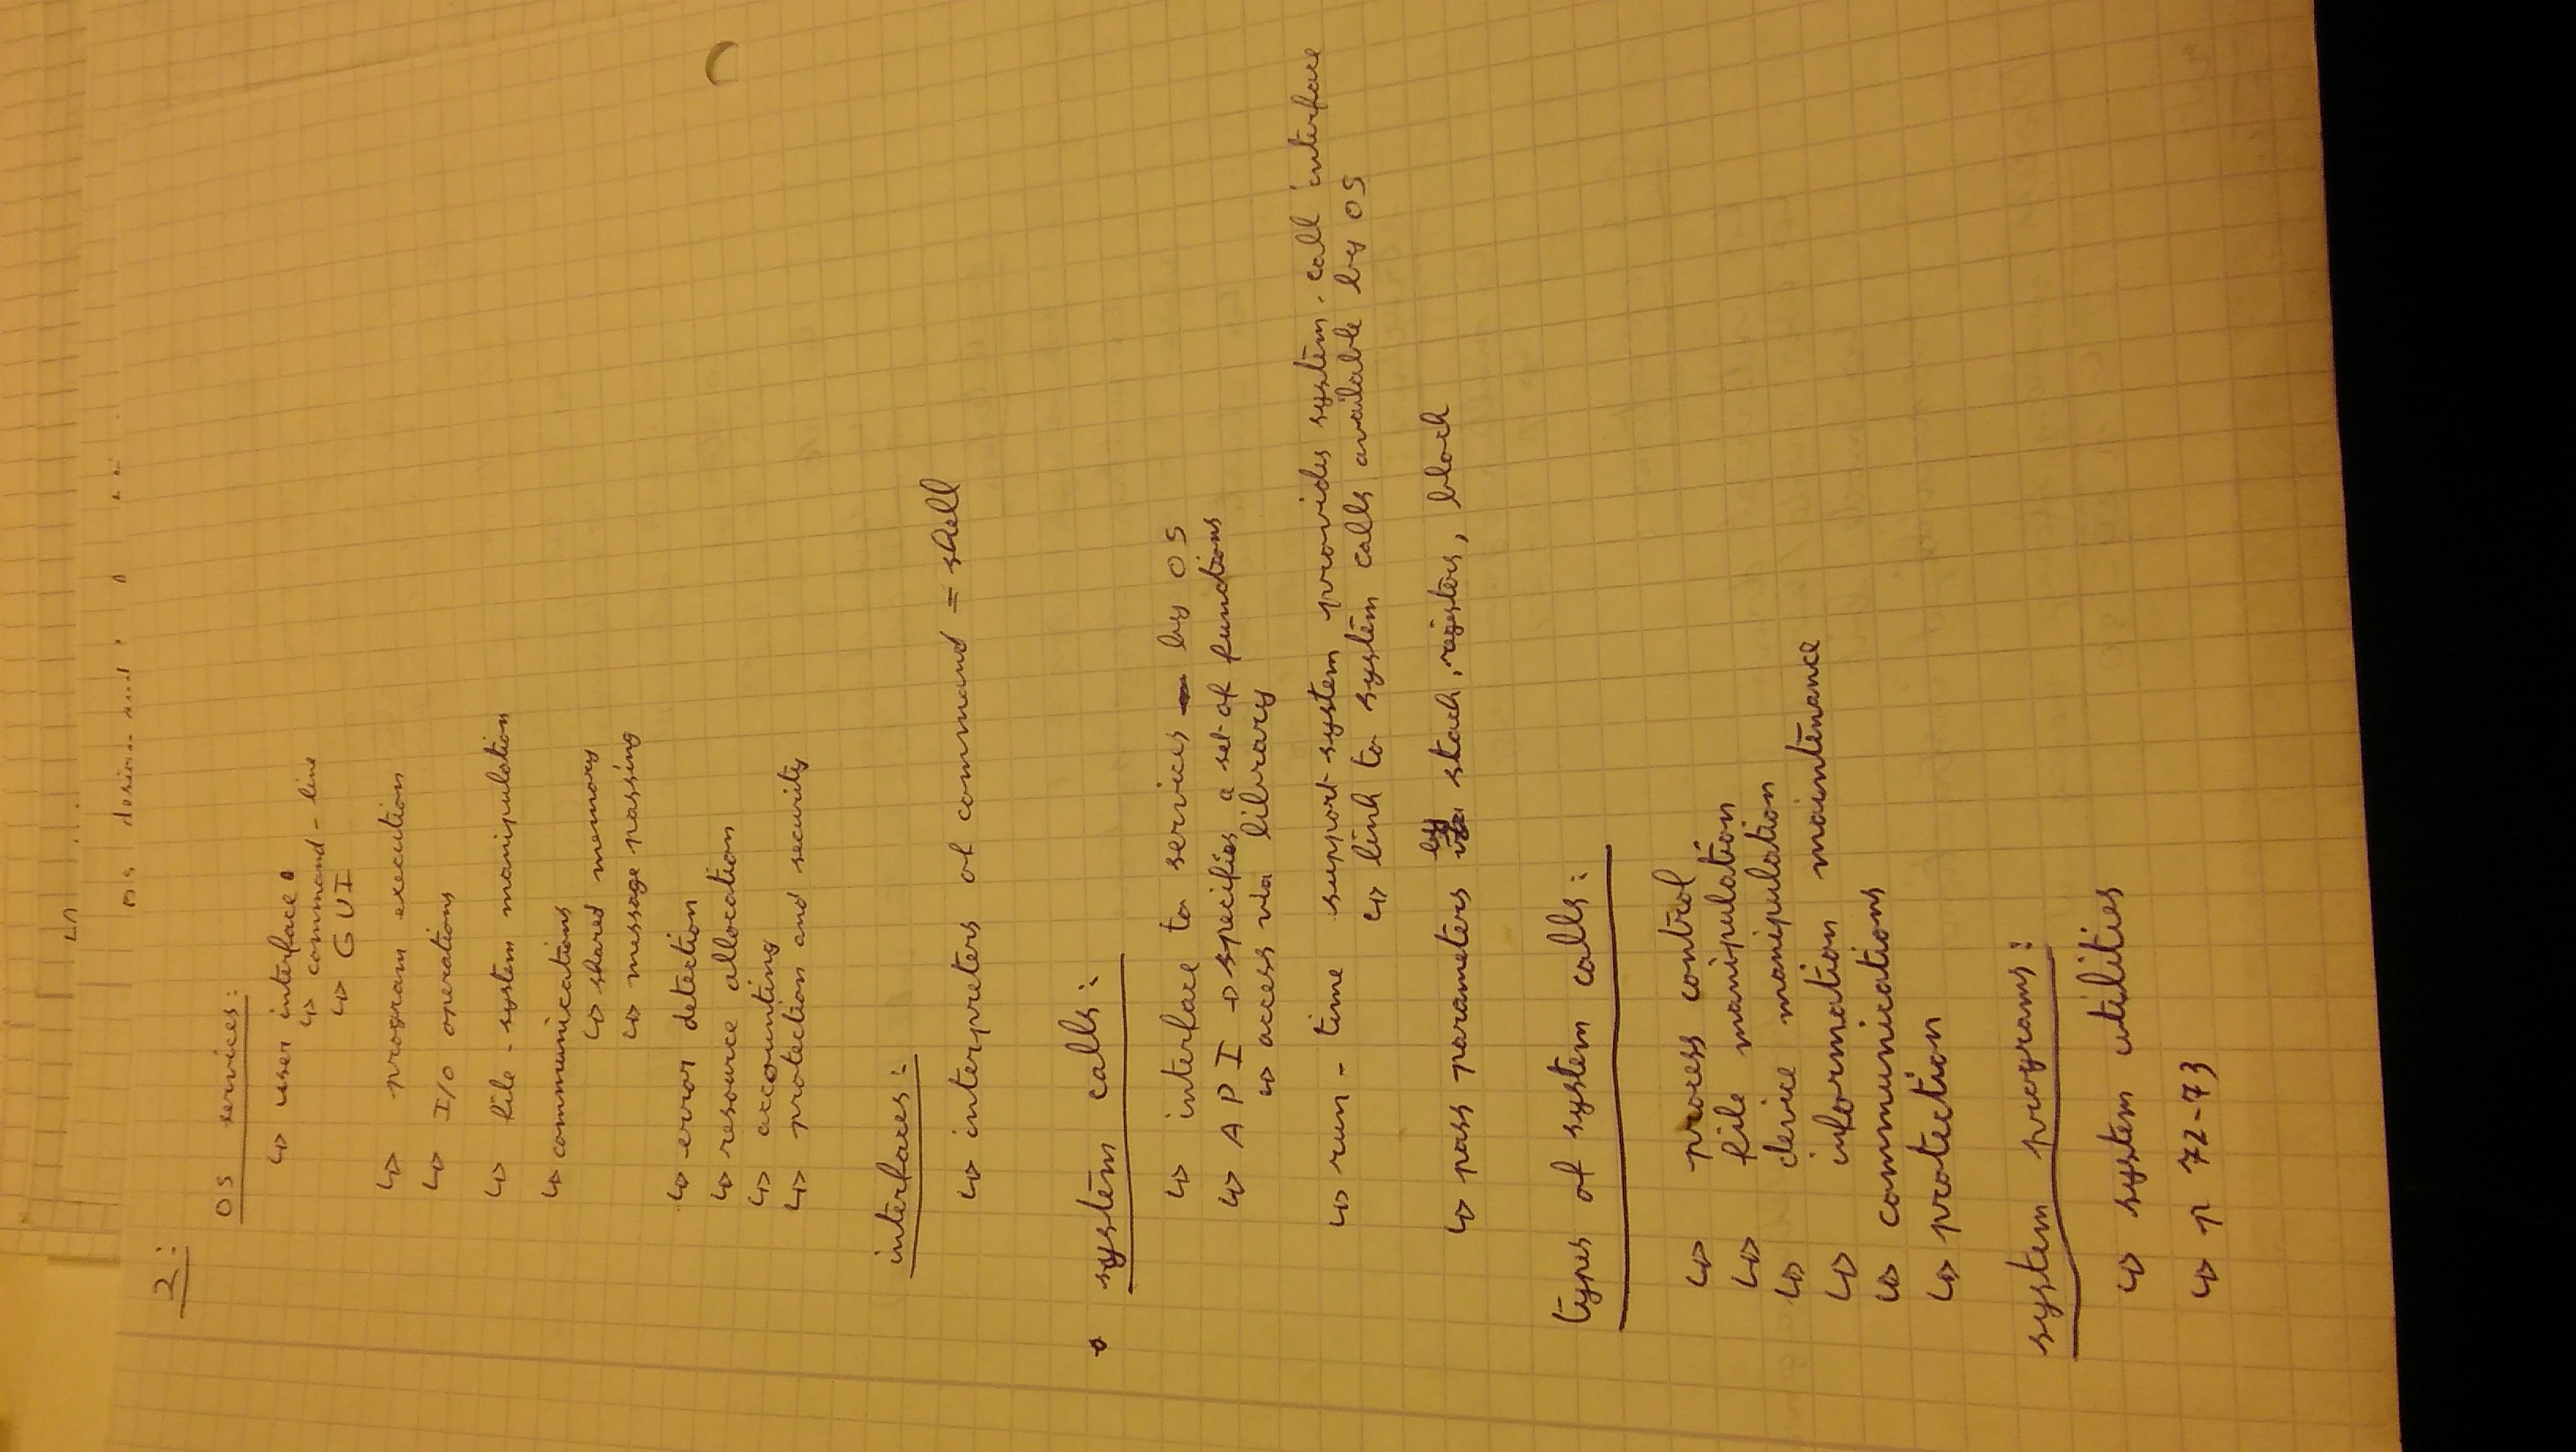 design and
2:
OS services:
↳ user interface
↳ command - line
↳ GUI
↳ program execution
↳ I/O operations
↳ file - system manipulation
↳ communications
↳ shared memory
↳ message passing
↳ error detection
↳ resource allocation
↳ accounting
↳ protection and security
interfaces:
↳ interpreters of command = shell
• system calls:
↳ interface to services by OS
↳ API → specifies a set of functions
↳ access via library
↳ run - time support system provides system - call interface
↳ link to system calls available by OS
↳ pass parameters by stack, registers, block
types of system calls:
↳ process control
↳ file manipulation
↳ device manipulation
↳ information maintenance
↳ communications
↳ protection
system programs:
↳ system utilities
↳ p 72-73